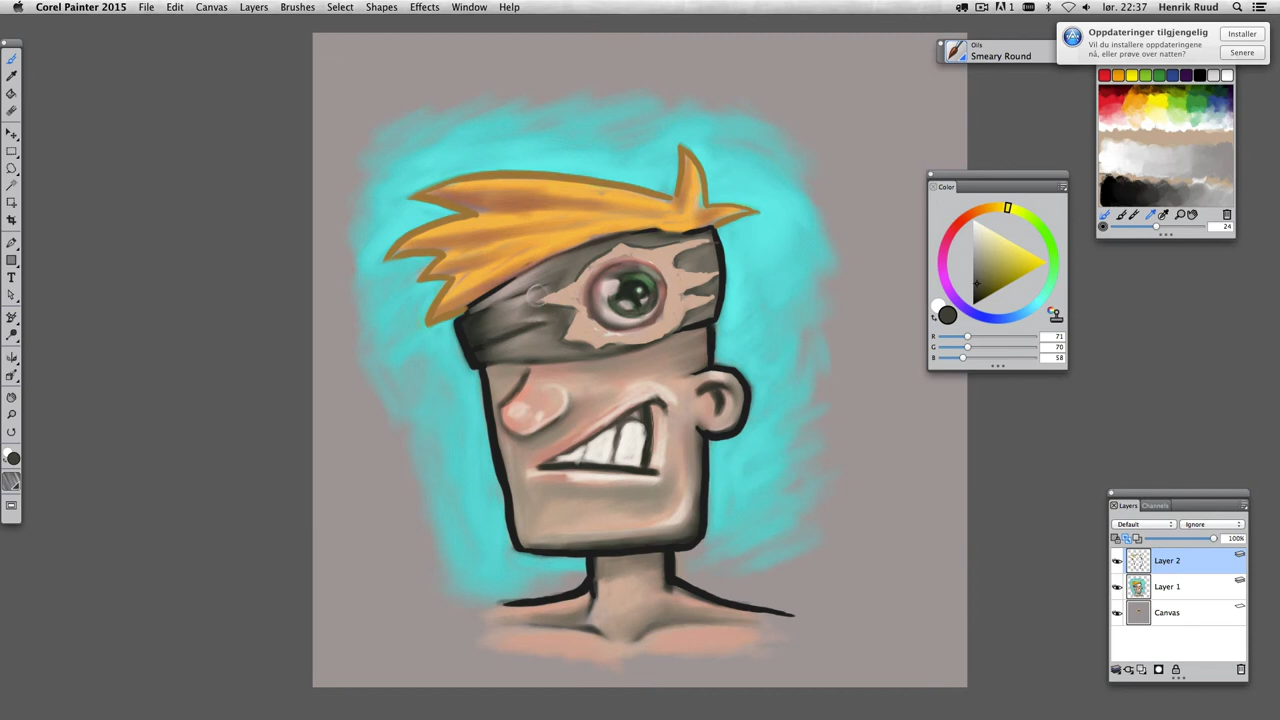 Corel Painter 2015 File Edit Canvas Layers Brushes Select Shapes Effects Window Help 1 lør. 22:37 Henrik Ruud
Oils
Smeary Round
Oppdateringer tilgjengelig
Vil du installere oppdateringene
nå, eller prøve over natten?
Installer
Senere
24
Color
R 71
G 70
B 58
Layers Channels
Default Ignore
100%
Layer 2
Layer 1
Canvas
T